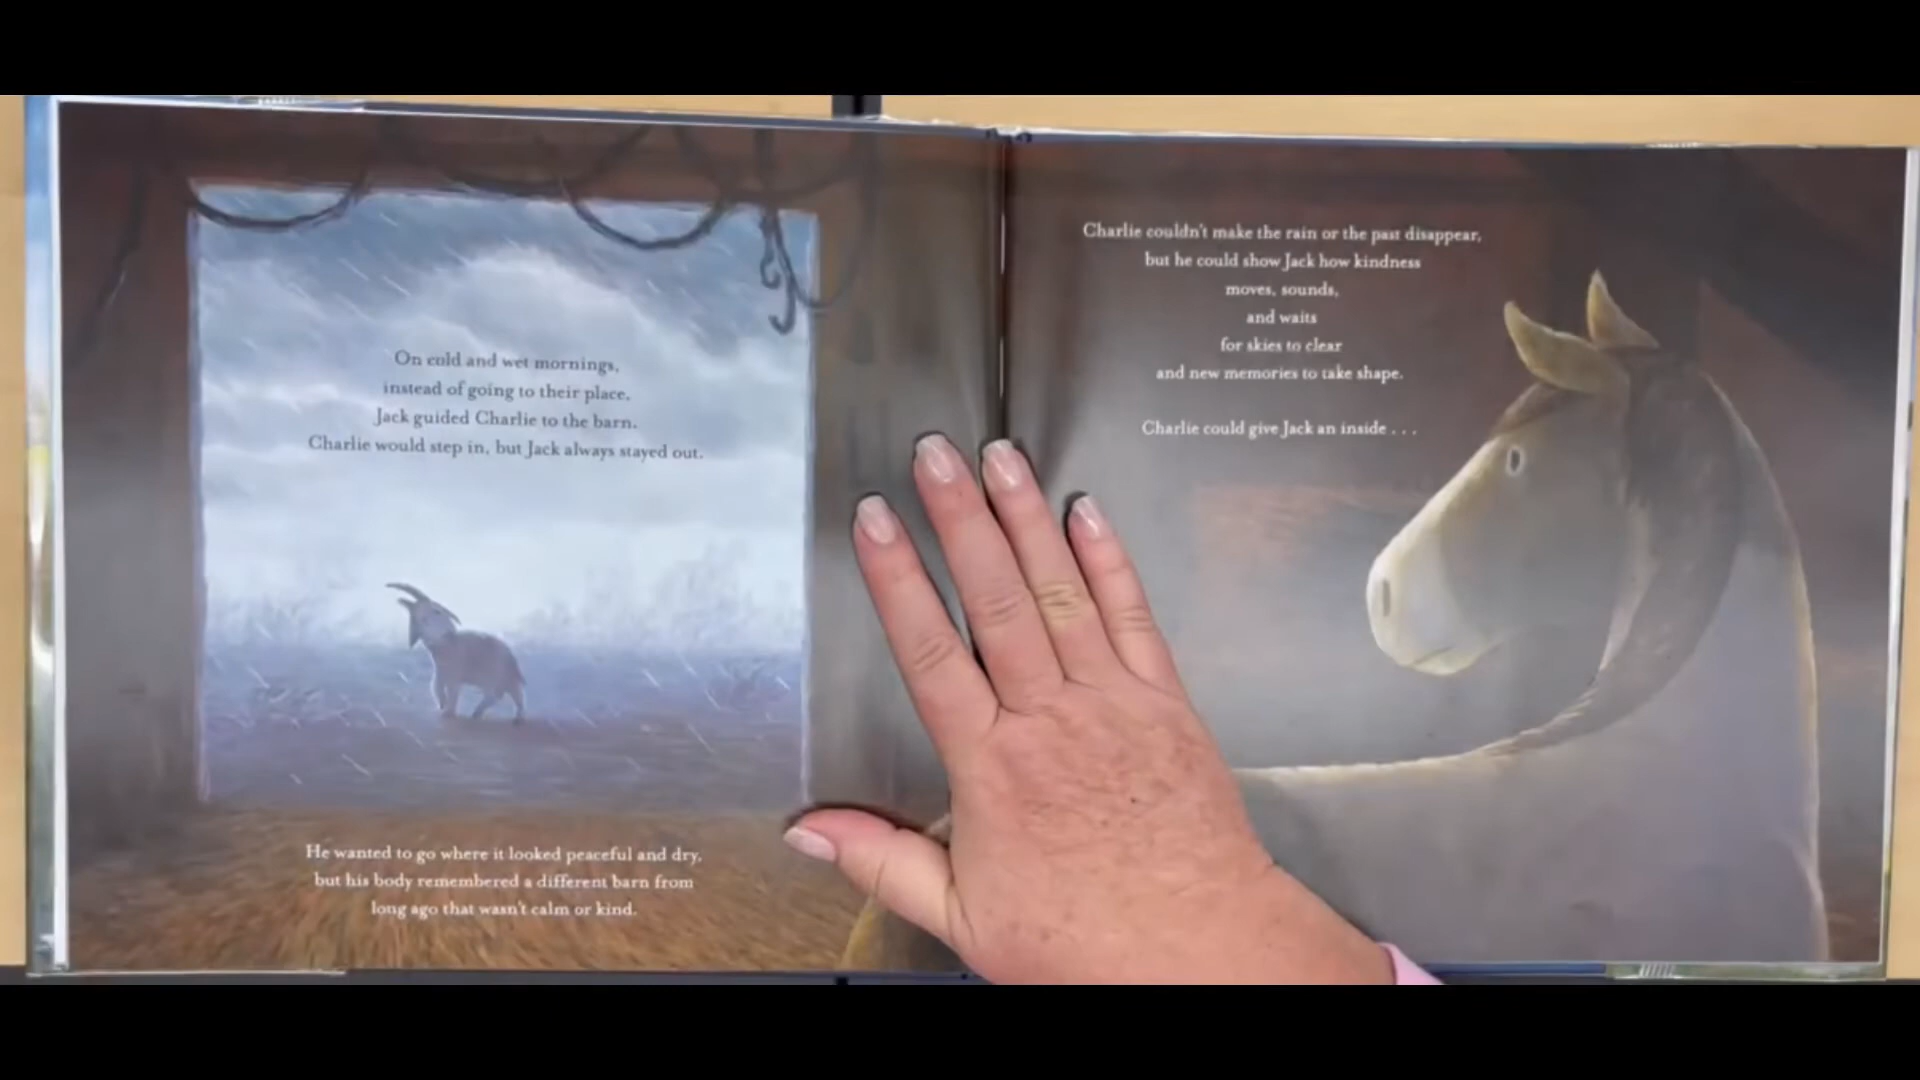 On cold and wet mornings,
instead of going to their place,
Jack guided Charlie to the barn.
Charlie would step in, but Jack always stayed out.
He wanted to go where it looked peaceful and dry,
but his body remembered a different barn from
long ago that wasn't calm or kind.
Charlie couldn't make the rain or the past disappear,
but he could show Jack how kindness
moves, sounds,
and waits
for skies to clear
and new memories to take shape.
Charlie could give Jack an inside . . .